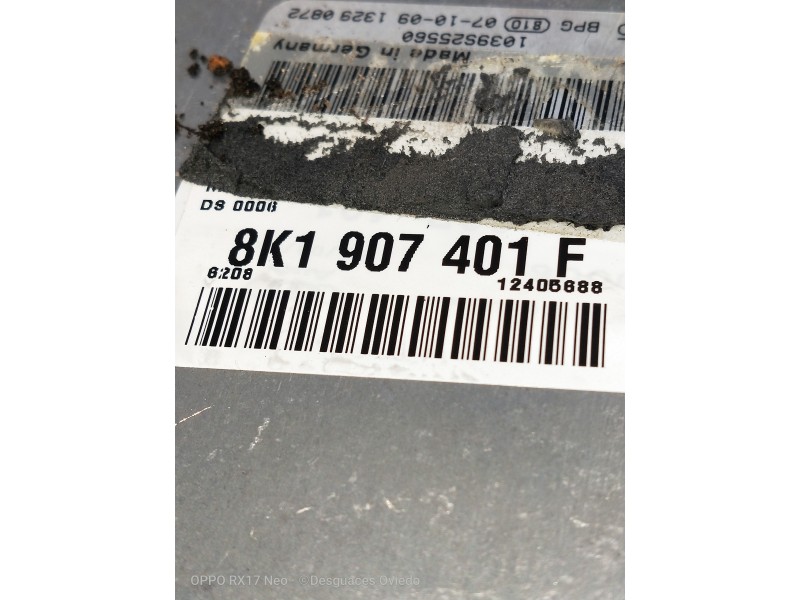 BPG 810 07-10-09 1329 0872
1039S25560
Made in Germany
DS 0006
8K1 907 401 F
6208
12405688
OPPO RX17 Neo Desguaces Oviedo